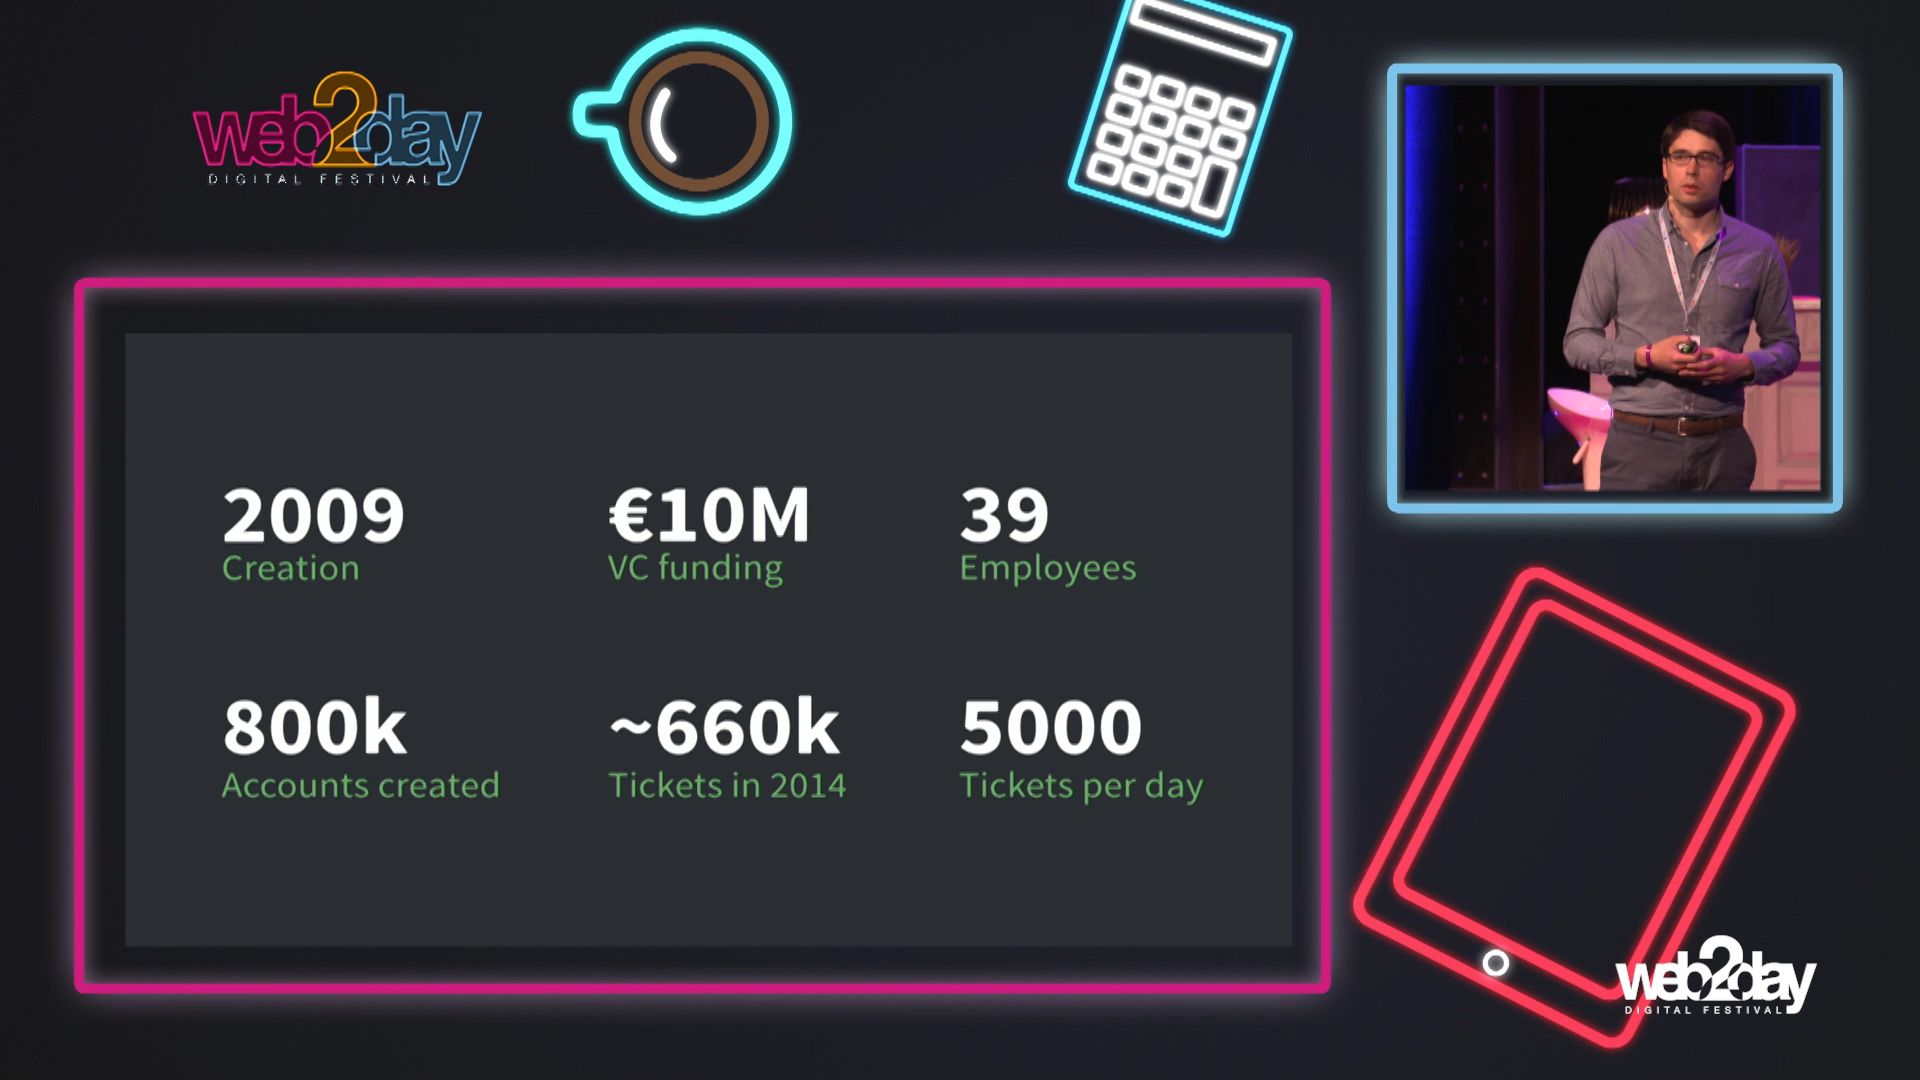 web2day
DIGITAL FESTIVAL
2009
Creation
€10M
VC funding
39
Employees
800k
Accounts created
~660k
Tickets in 2014
5000
Tickets per day
web2day
DIGITAL FESTIVAL